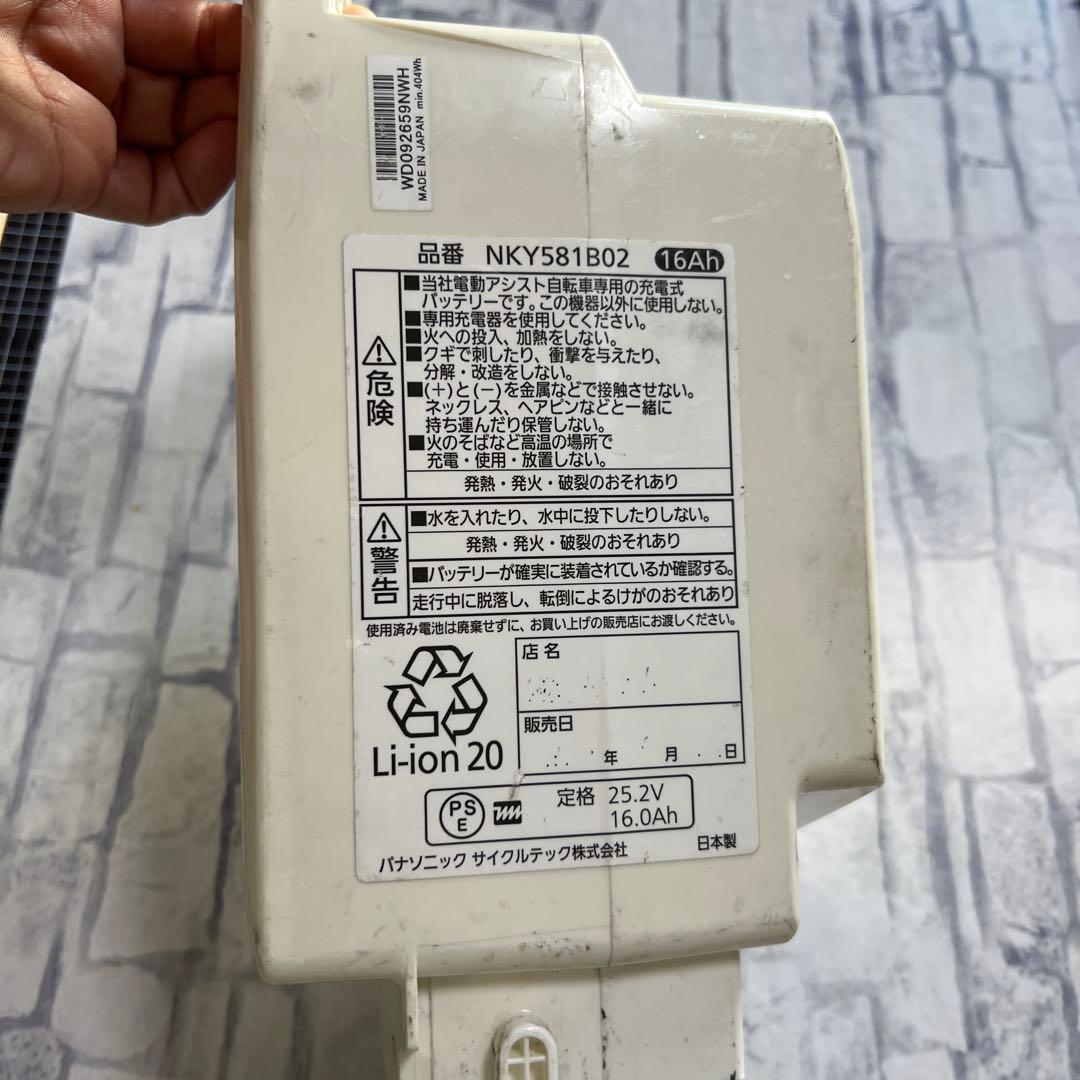 WD092659NWH
MADE IN JAPAN min.404Wh
品番 NKY581B02 16Ah
危険
■当社電動アシスト自転車専用の充電式
バッテリーです。この機器以外に使用しない。
■専用充電器を使用してください。
■火への投入、加熱をしない。
■クギで刺したり、衝撃を与えたり、
分解・改造をしない。
■(+)と(-)を金属などで接触させない。
ネックレス、ヘアピンなどと一緒に
持ち運んだり保管しない。
■火のそばなど高温の場所で
充電・使用・放置しない。
発熱・発火・破裂のおそれあり
警告
■水を入れたり、水中に投下したりしない。
発熱・発火・破裂のおそれあり
■バッテリーが確実に装着されているか確認する。
走行中に脱落し、転倒によるけがのおそれあり
使用済み電池は廃棄せずに、お買い上げの販売店にお渡しください。
Li-ion 20
店名
販売日
年 月 日
PSE
定格 25.2V
16.0Ah
パナソニック サイクルテック株式会社 日本製